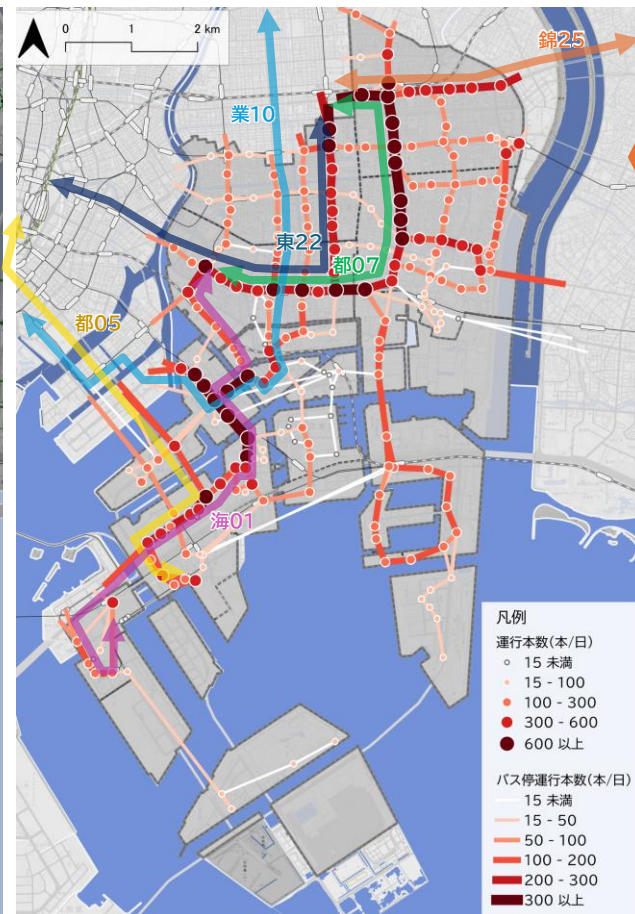 0 1 2 km
錦25
業10
東22
都07
都05
海01
凡例
運行本数(本/日)
15 未満
15 - 100
100 - 300
300 - 600
600 以上
バス停運行本数(本/日)
15 未満
15 - 50
50 - 100
100 - 200
200 - 300
300 以上